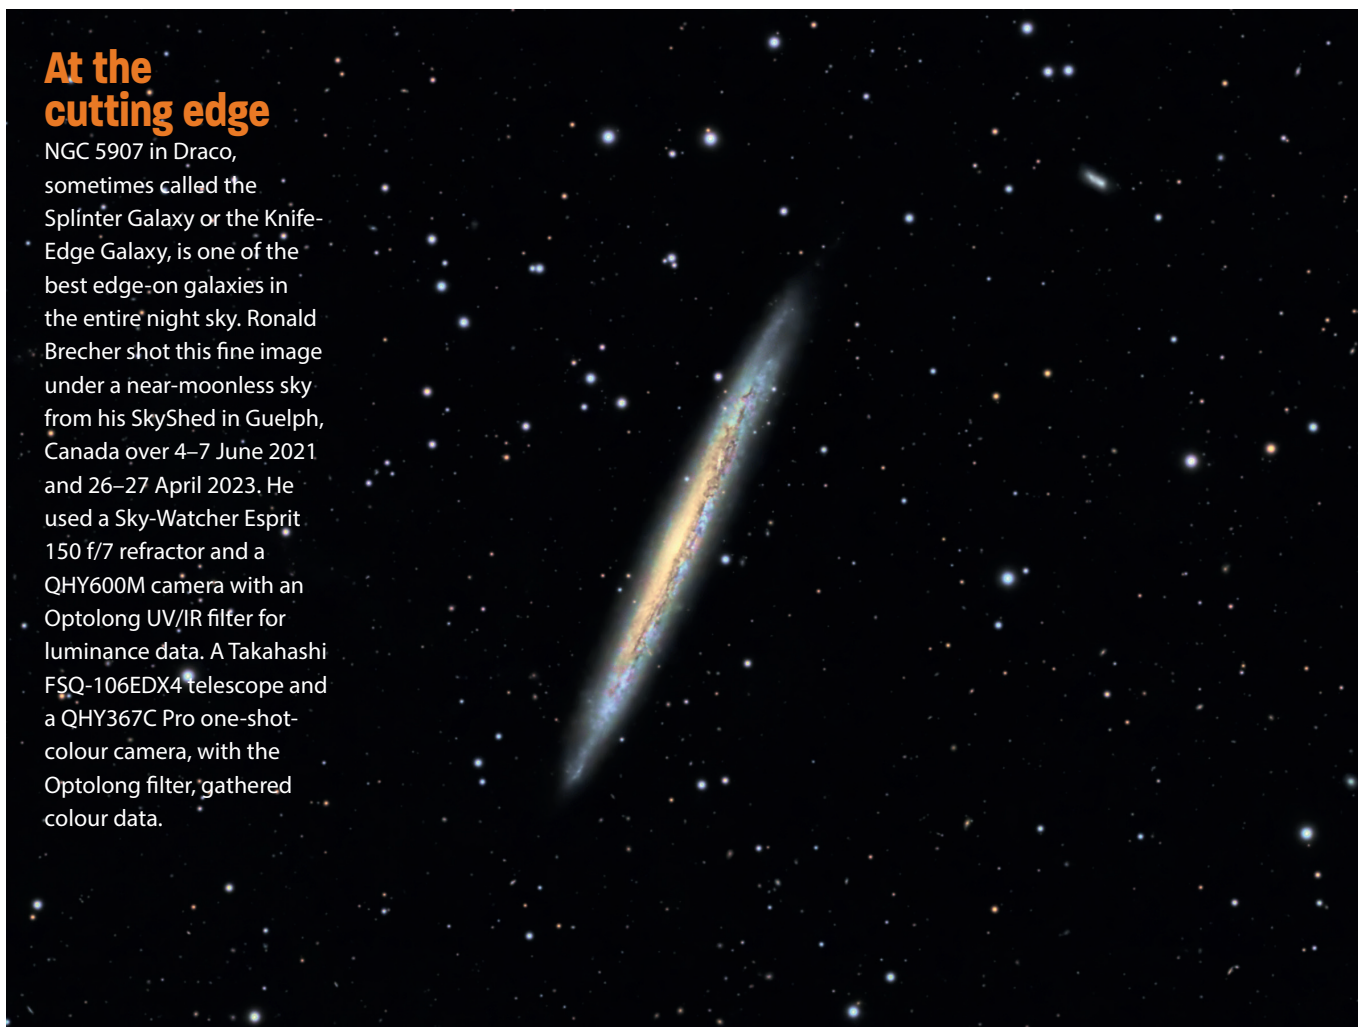 At the
cutting edge
NGC 5907 in Draco,
sometimes called the
Splinter Galaxy or the Knife-
Edge Galaxy, is one of the
best edge-on galaxies in
the entire night sky. Ronald
Brecher shot this fine image
under a near-moonless sky
from his SkyShed in Guelph,
Canada over 4–7 June 2021
and 26–27 April 2023. He
used a Sky-Watcher Esprit
150 f/7 refractor and a
QHY600M camera with an
Optolong UV/IR filter for
luminance data. A Takahashi
FSQ-106EDX4 telescope and
a QHY367C Pro one-shot-
colour camera, with the
Optolong filter, gathered
colour data.